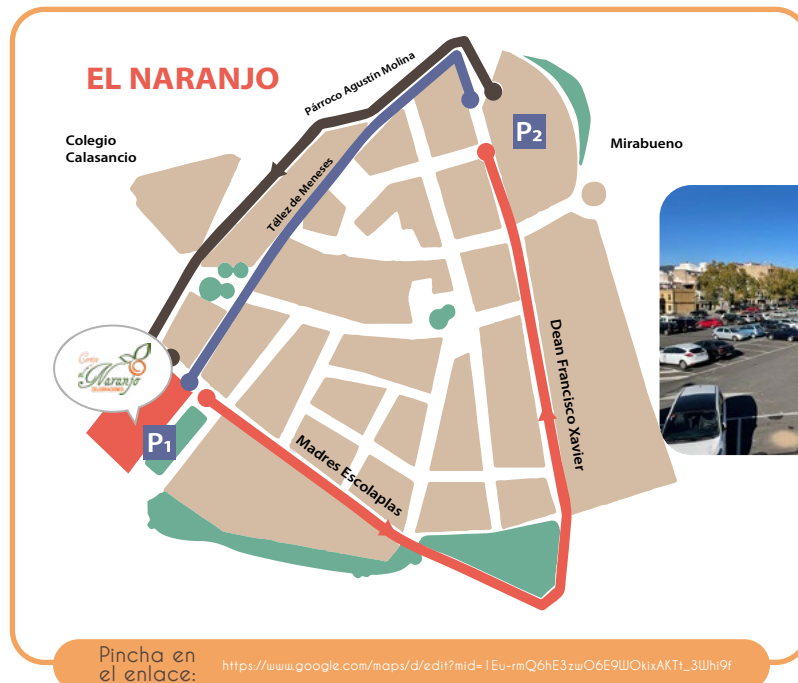 EL NARANJO
Párroco Agustín Molina
Colegio
Calasancio
P2
Mirabueno
Téllez de Meneses
Naranjo
P1
Dean Francisco Xavier
Madres Escolaplas
Pincha en
el enlace:
https://www.google.com/maps/d/edit?mid=1Eu-rmQ6hE3zwO6E9WOkixAKTt_3Whi9f